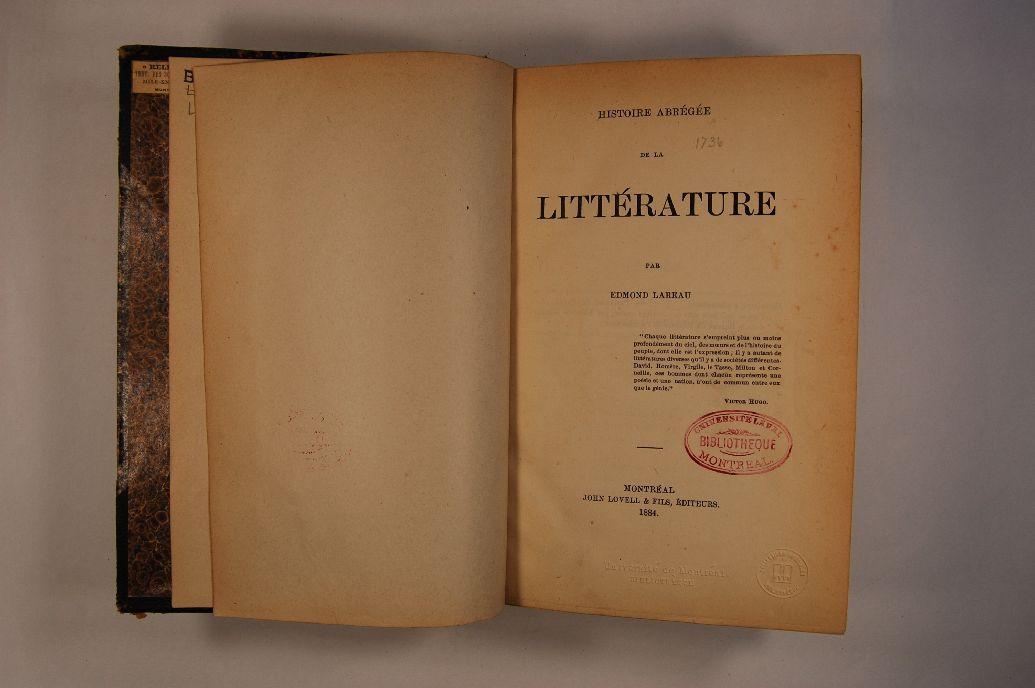 HISTOIRE ABRÉGÉE
1736
DE LA
LITTÉRATURE
PAR
EDMOND LAREAU
"Chaque littérature s'empreint plus ou moins
profondément du ciel, des mœurs et de l'histoire du
peuple, dont elle est l'expression; il y a autant de
littératures diverses qu'il y a de sociétés différentes.
David, Homère, Virgile, le Tasse, Milton et Cor-
neille, ces hommes dont chacun représente une
poésie et une nation, n'ont de commun entre eux
que le génie."
VICTOR HUGO.
UNIVERSITE LAVAL
BIBLIOTHEQUE
MONTREAL.
MONTRÉAL
JOHN LOVELL & FILS, ÉDITEURS.
1884.
Université de Montréal
BIBLIOTHÈQUE